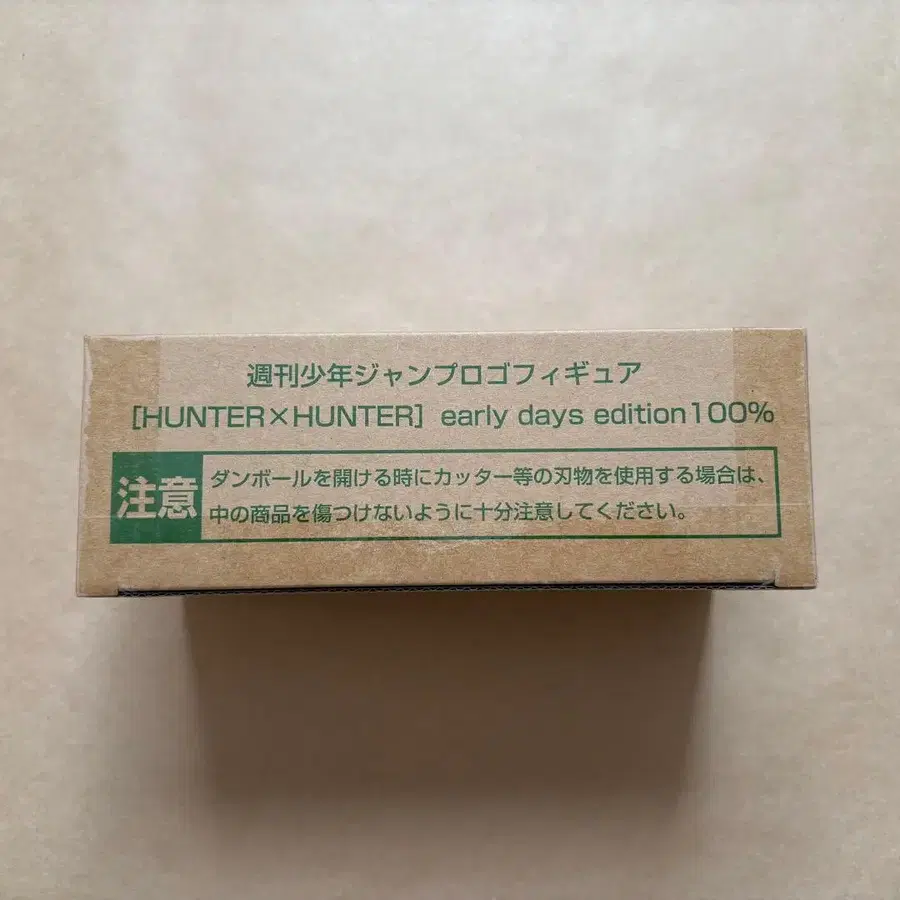 週刊少年ジャンプロゴフィギュア
[HUNTER×HUNTER] early days edition100%
注意
ダンボールを開ける時にカッター等の刃物を使用する場合は、
中の商品を傷つけないように十分注意してください。